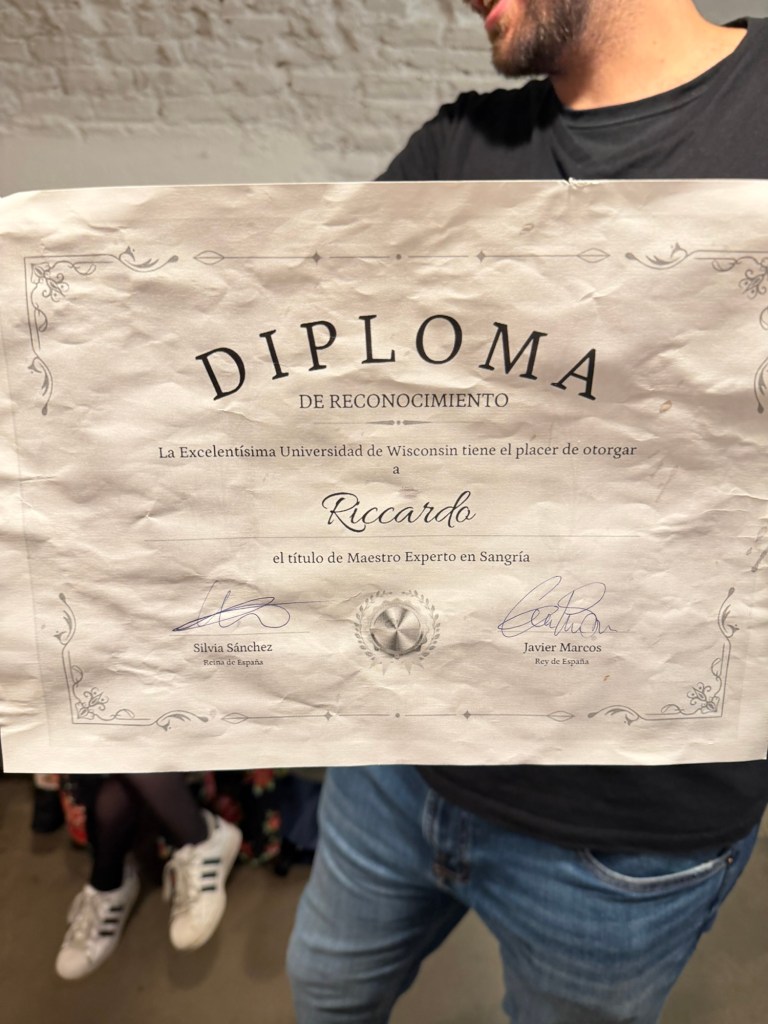 DIPLOMA
DE RECONOCIMIENTO
La Excelentísima Universidad de Wisconsin tiene el placer de otorgar
a
Riccardo
el título de Maestro Experto en Sangría
Silvia Sánchez
Reina de España
Javier Marcos
Rey de España